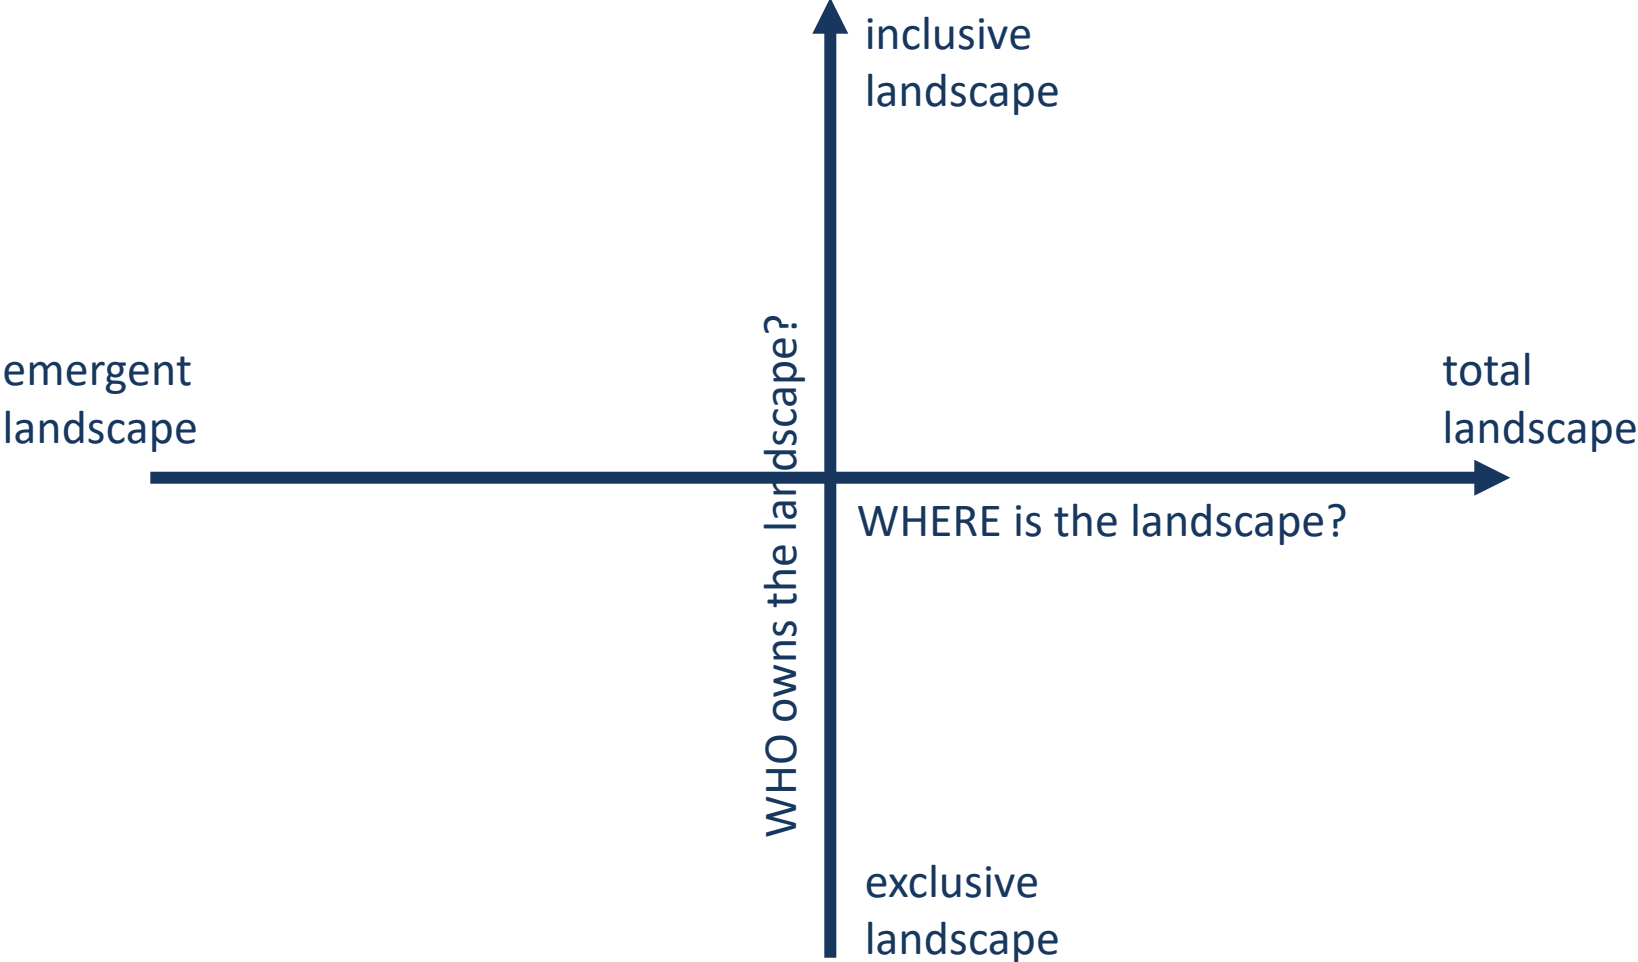 inclusive
landscape
emergent
landscape
total
landscape
WHO owns the landscape?
WHERE is the landscape?
exclusive
landscape